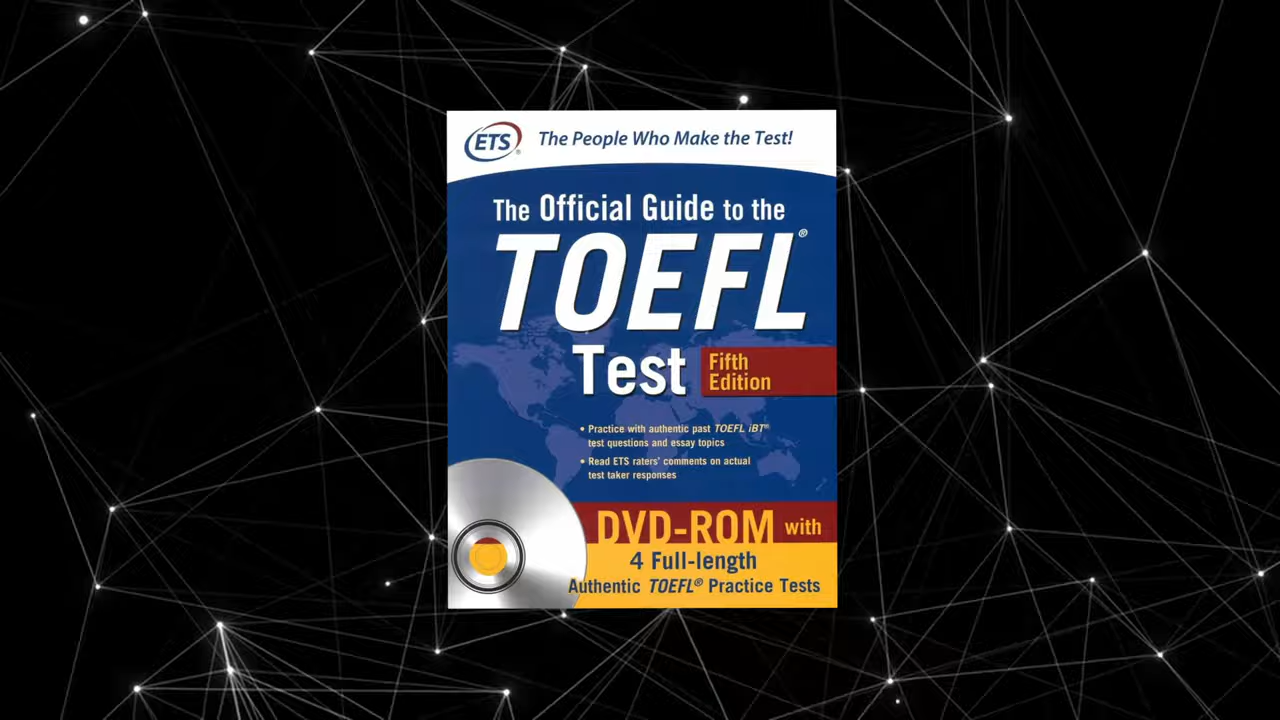 ETS®
The People Who Make the Test!
The Official Guide to the
TOEFL®
Test
Fifth
Edition
• Practice with authentic past TOEFL iBT®
test questions and essay topics
• Read ETS raters' comments on actual
test taker responses
DVD-ROM with
4 Full-length
Authentic TOEFL® Practice Tests